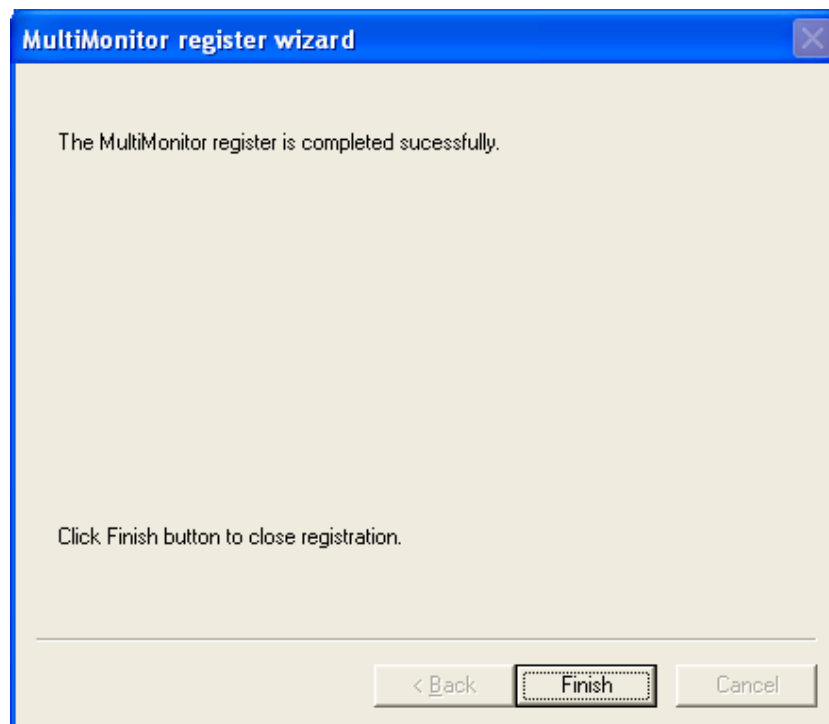 MultiMonitor register wizard
The MultiMonitor register is completed sucessfully.
Click Finish button to close registration.
< Back Finish Cancel